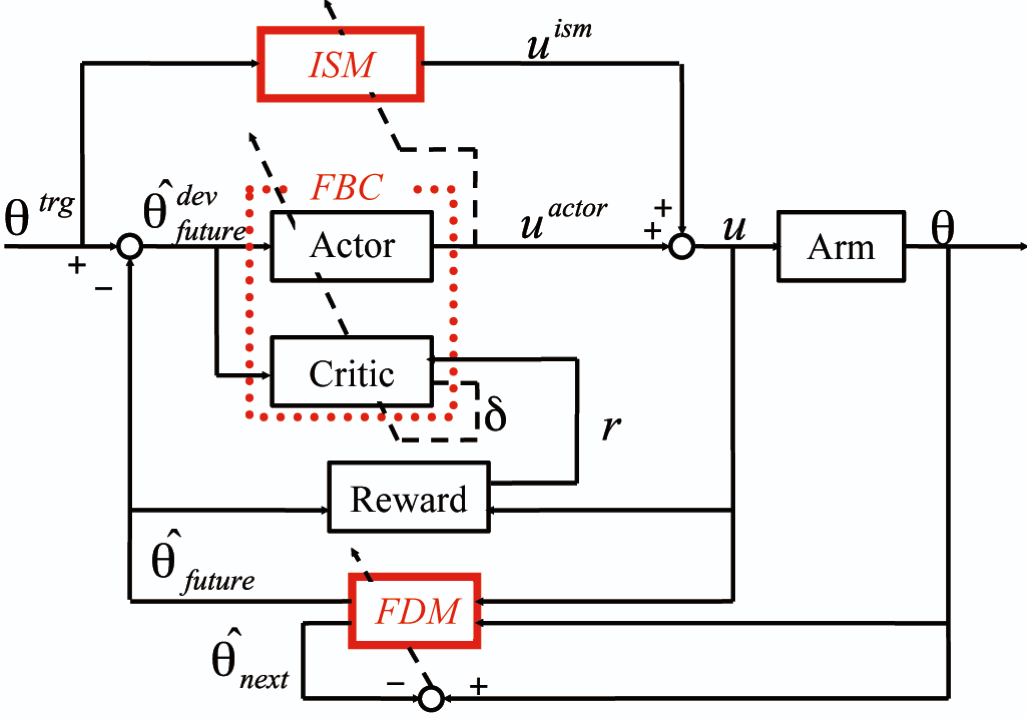 u^ism
ISM
FBC
θ^trg
θ̂^dev_future
Actor
u^actor
+
+
u
Arm
θ
+
−
Critic
δ
r
Reward
θ̂_future
FDM
θ̂_next
−
+